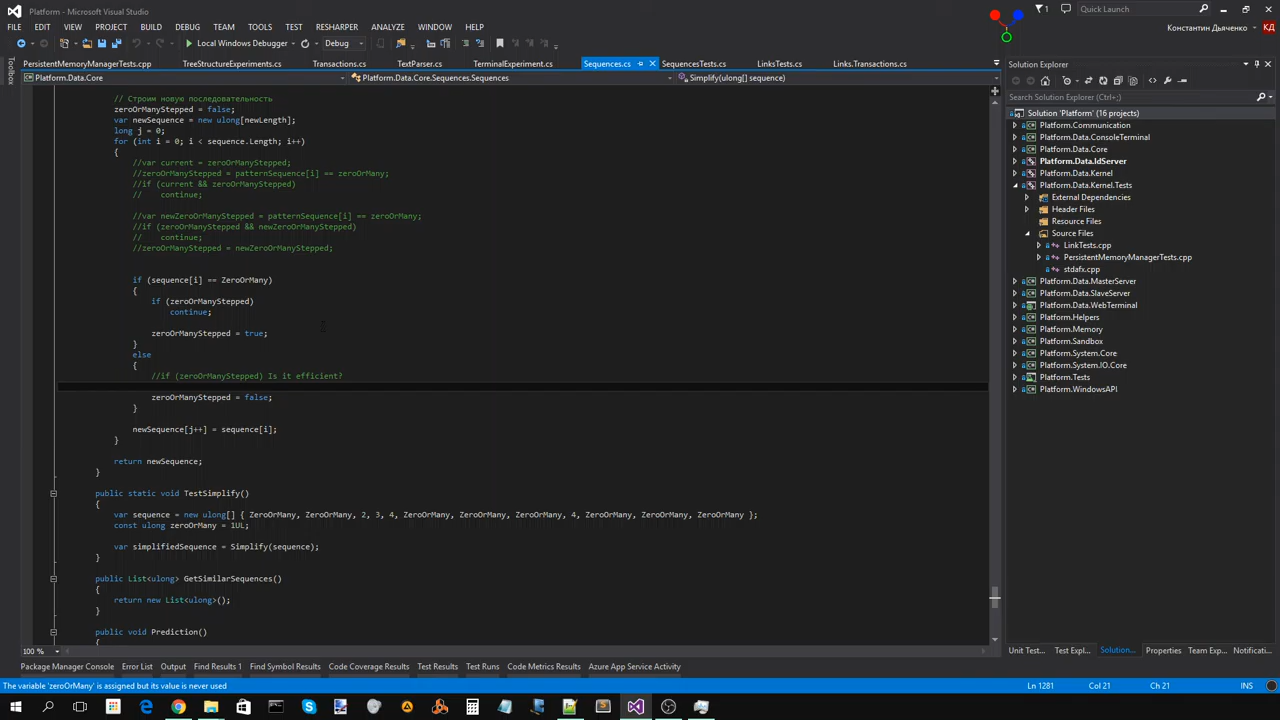 Platform - Microsoft Visual Studio
1
Quick Launch (Ctrl+Q)
FILE EDIT VIEW PROJECT BUILD DEBUG TEAM TOOLS TEST RESHARPER ANALYZE WINDOW HELP
Константин Дьяченко КД
Local Windows Debugger Debug
Toolbox
PersistentMemoryManagerTests.cpp TreeStructureExperiments.cs Transactions.cs TextParser.cs TerminalExperiment.cs Sequences.cs SequencesTests.cs LinksTests.cs Links.Transactions.cs
Platform.Data.Core Platform.Data.Core.Sequences.Sequences Simplify(ulong[] sequence)
// Строим новую последовательность
zeroOrManyStepped = false;
var newSequence = new ulong[newLength];
long j = 0;
for (int i = 0; i < sequence.Length; i++)
{
//var current = zeroOrManyStepped;
//zeroOrManyStepped = patternSequence[i] == zeroOrMany;
//if (current && zeroOrManyStepped)
// continue;
//var newZeroOrManyStepped = patternSequence[i] == zeroOrMany;
//if (zeroOrManyStepped && newZeroOrManyStepped)
// continue;
//zeroOrManyStepped = newZeroOrManyStepped;
if (sequence[i] == ZeroOrMany)
{
if (zeroOrManyStepped)
continue;
zeroOrManyStepped = true;
}
else
{
//if (zeroOrManyStepped) Is it efficient?
zeroOrManyStepped = false;
}
newSequence[j++] = sequence[i];
}
return newSequence;
}
public static void TestSimplify()
{
var sequence = new ulong[] { ZeroOrMany, ZeroOrMany, 2, 3, 4, ZeroOrMany, ZeroOrMany, ZeroOrMany, 4, ZeroOrMany, ZeroOrMany, ZeroOrMany };
const ulong zeroOrMany = 1UL;
var simplifiedSequence = Simplify(sequence);
}
public List<ulong> GetSimilarSequences()
{
return new List<ulong>();
}
public void Prediction()
{
100 %
Solution Explorer
Search Solution Explorer (Ctrl+;)
Solution 'Platform' (16 projects)
Platform.Communication
Platform.Data.ConsoleTerminal
Platform.Data.Core
Platform.Data.IdServer
Platform.Data.Kernel
Platform.Data.Kernel.Tests
External Dependencies
Header Files
Resource Files
Source Files
LinkTests.cpp
PersistentMemoryManagerTests.cpp
stdafx.cpp
Platform.Data.MasterServer
Platform.Data.SlaveServer
Platform.Data.WebTerminal
Platform.Helpers
Platform.Memory
Platform.Sandbox
Platform.System.Core
Platform.System.IO.Core
Platform.Tests
Platform.WindowsAPI
Unit Test... Test Expl... Solution... Properties Team Exp... Notificati...
Package Manager Console Error List Output Find Results 1 Find Symbol Results Code Coverage Results Test Results Test Runs Code Metrics Results Azure App Service Activity
The variable 'zeroOrMany' is assigned but its value is never used Ln 1281 Col 21 Ch 21 INS